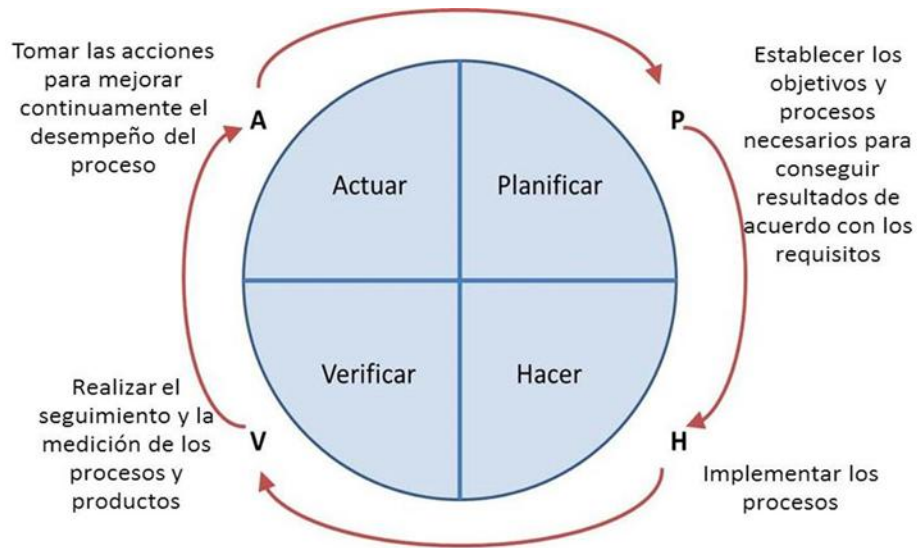 Tomar las acciones
para mejorar
continuamente el
desempeño del
proceso
A
P
Establecer los
objetivos y
procesos
necesarios para
conseguir
resultados de
acuerdo con los
requisitos
Actuar
Planificar
Verificar
Hacer
Realizar el
seguimiento y la
medición de los
procesos y
productos
V
H
Implementar los
procesos